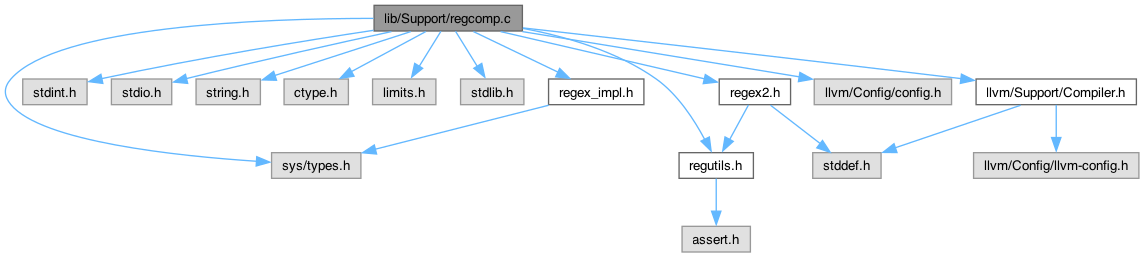 lib/Support/regcomp.c
stdint.h
stdio.h
string.h
ctype.h
limits.h
stdlib.h
regex_impl.h
regex2.h
llvm/Config/config.h
llvm/Support/Compiler.h
sys/types.h
regutils.h
stddef.h
llvm/Config/llvm-config.h
assert.h